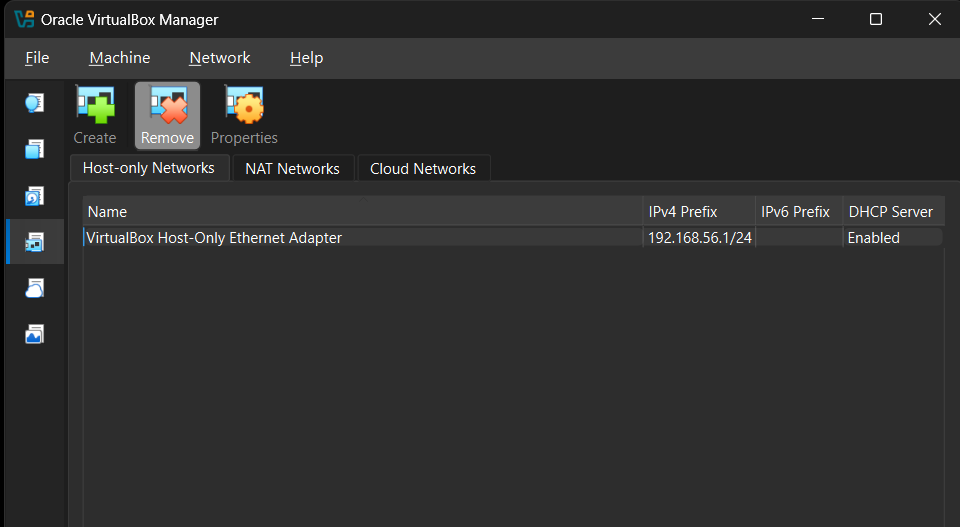 Oracle VirtualBox Manager
File Machine Network Help
Create Remove Properties
Host-only Networks NAT Networks Cloud Networks
Name IPv4 Prefix IPv6 Prefix DHCP Server
VirtualBox Host-Only Ethernet Adapter 192.168.56.1/24 Enabled